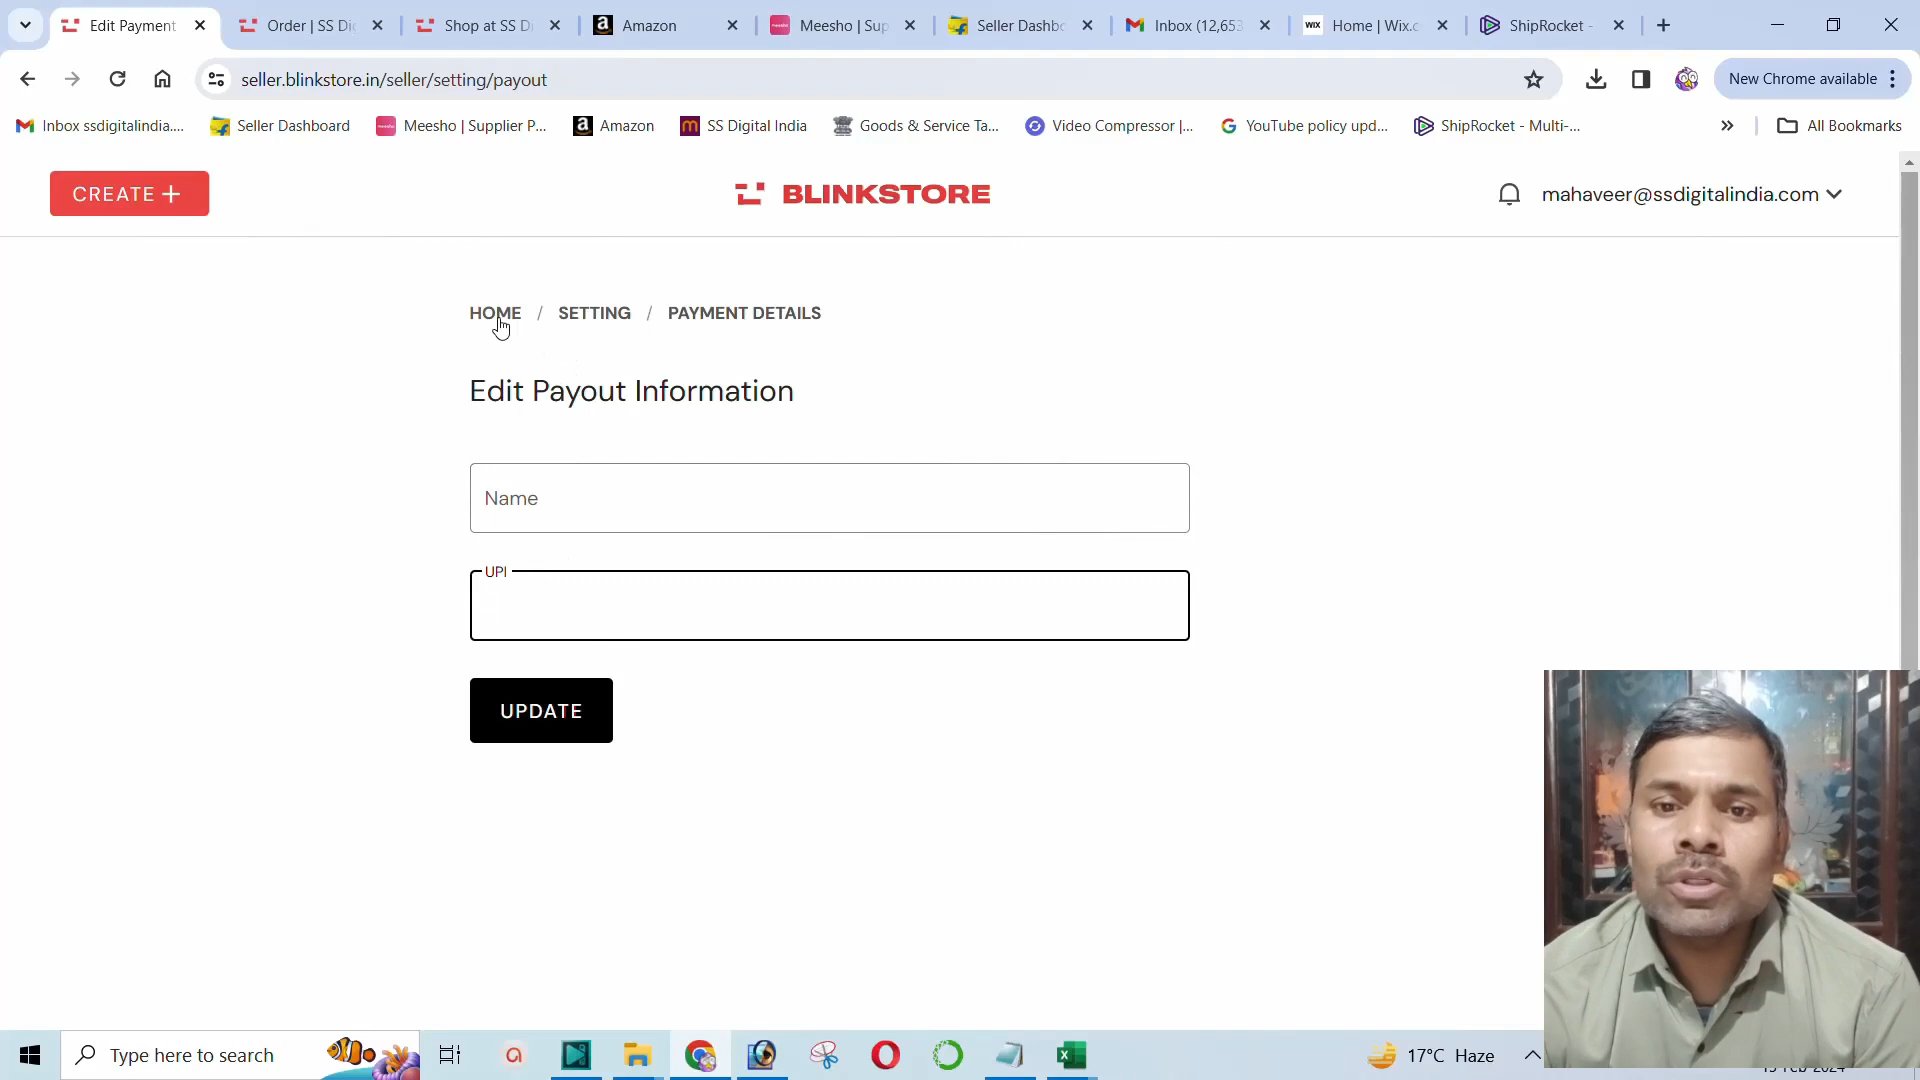 Edit Payment
Order | SS Di
Shop at SS D
Amazon
Meesho | Sup
Seller Dashb
Inbox (12,653
WIX Home | Wix.c
ShipRocket -
seller.blinkstore.in/seller/setting/payout
New Chrome available
Inbox ssdigitalindia....
Seller Dashboard
Meesho | Supplier P...
Amazon
SS Digital India
Goods & Service Ta...
Video Compressor |...
YouTube policy upd...
ShipRocket - Multi-...
All Bookmarks
CREATE +
BLINKSTORE
mahaveer@ssdigitalindia.com
HOME / SETTING / PAYMENT DETAILS
Edit Payout Information
Name
UPI
UPDATE
Type here to search
17°C Haze